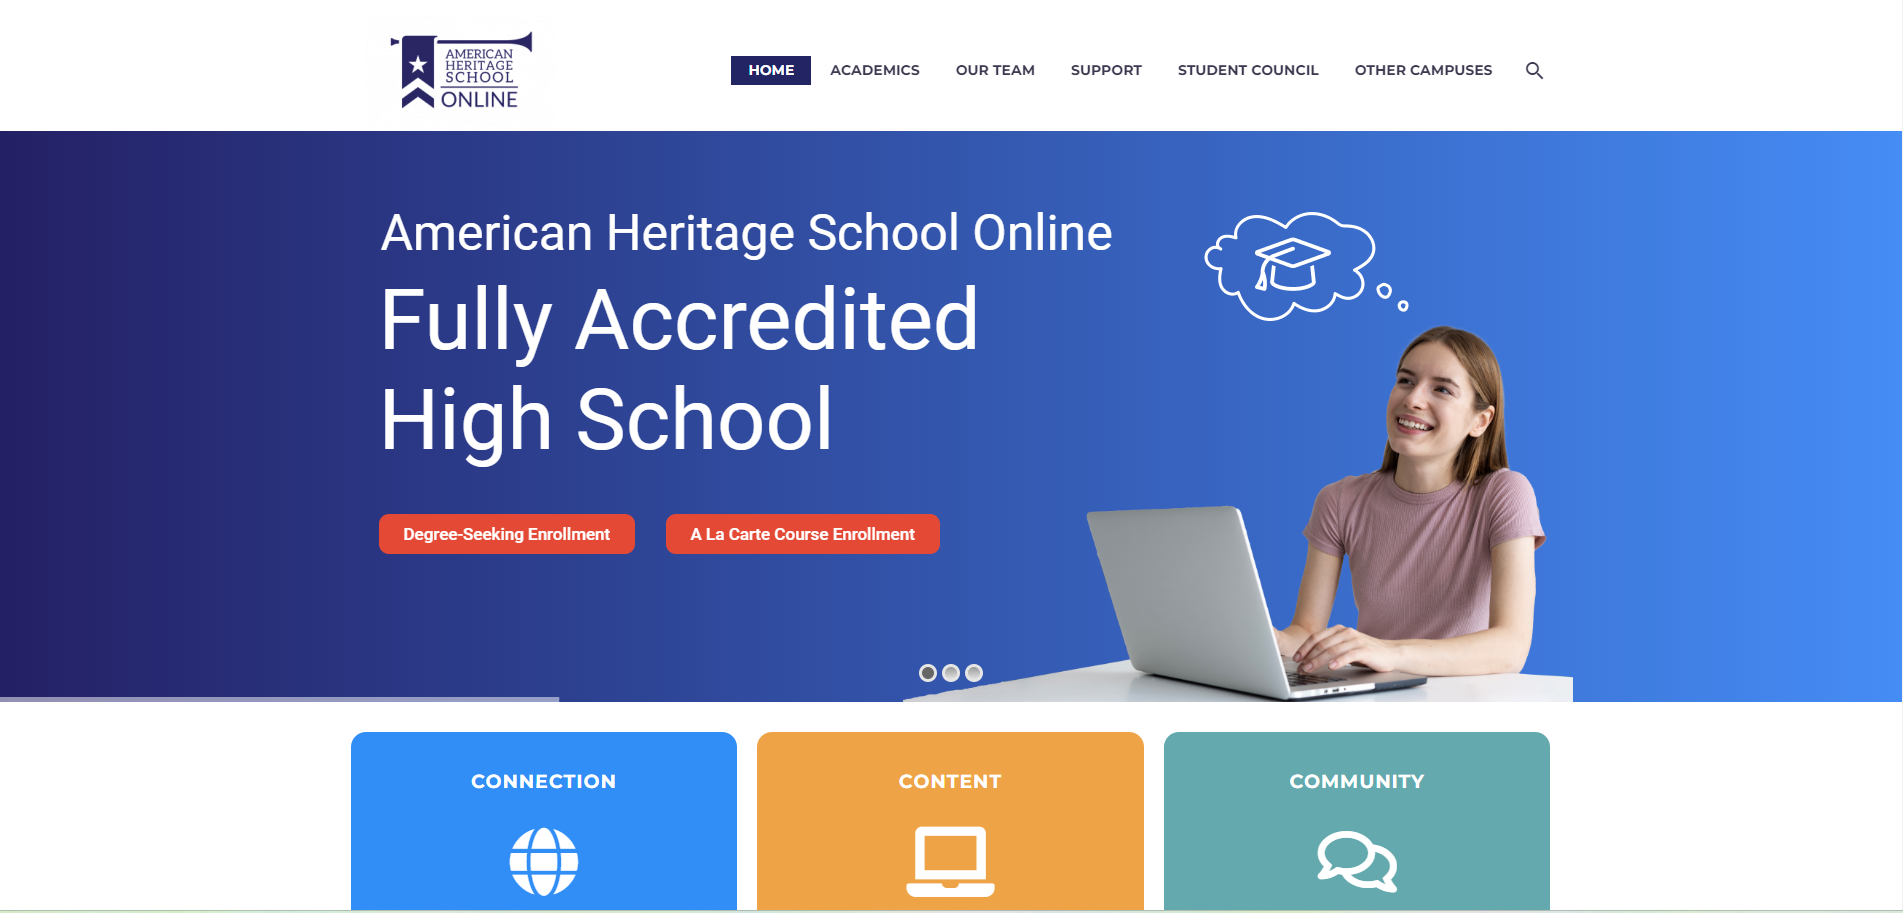 AMERICAN
HERITAGE
SCHOOL
ONLINE
HOME
ACADEMICS
OUR TEAM
SUPPORT
STUDENT COUNCIL
OTHER CAMPUSES
American Heritage School Online
Fully Accredited
High School
Degree-Seeking Enrollment
A La Carte Course Enrollment
CONNECTION
CONTENT
COMMUNITY